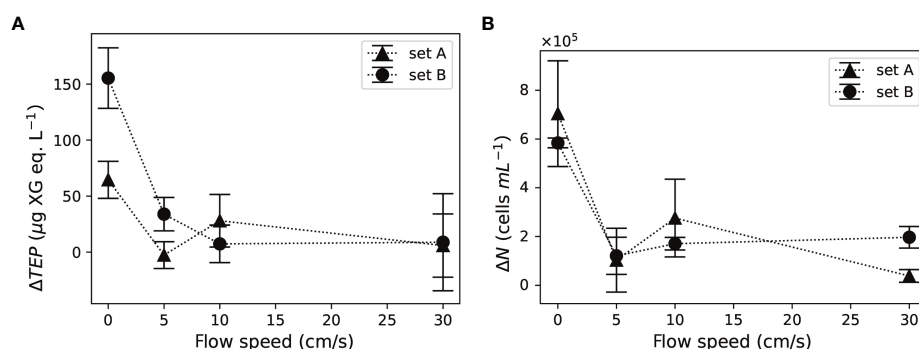 A
B
×10⁵
set A
set B
set A
set B
150
100
50
0
8
6
4
2
0
ΔTEP (μg XG eq. L⁻¹)
ΔN (cells mL⁻¹)
0 5 10 15 20 25 30
0 5 10 15 20 25 30
Flow speed (cm/s)
Flow speed (cm/s)